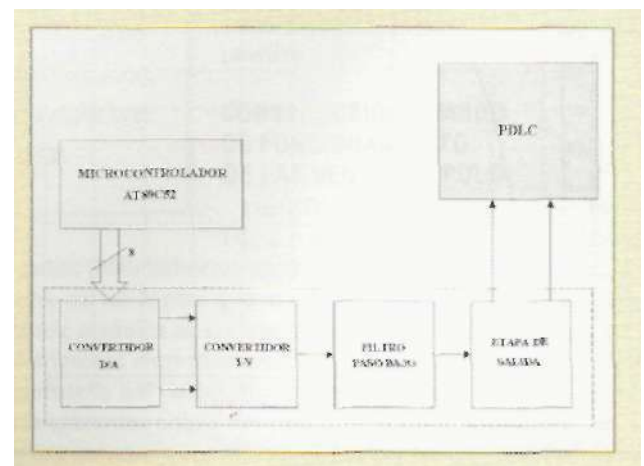 PDLC
MICROCONTROLADOR
AT89C52
8
CONVERTIDOR
D/A
CONVERTIDOR
I-V
FILTRO
PASO BAJO
ETAPA DE
SALIDA